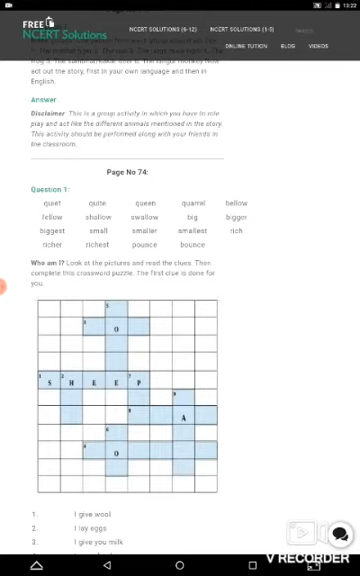 13:22
FREE
NCERT Solutions
NCERT SOLUTIONS (6-12)
NCERT SOLUTIONS (1-5)
ONLINE TUTION
BLOG
VIDEOS
act out the story, first in your own language and then in
English.
Answer
Disclaimer: This is a group activity in which you have to role
play and act like the different animals mentioned in the story.
This activity should be performed along with your friends in
the classroom.
Page No 74:
Question 1:
quiet quite queen quarrel bellow
fellow shallow swallow big bigger
biggest small smaller smallest rich
richer richest pounce bounce
Who am I? Look at the pictures and read the clues. Then
complete this crossword puzzle. The first clue is done for
you.
O
S H E E P
A
O
1. I give wool
2. I lay eggs
3. I give you milk
V RECORDER